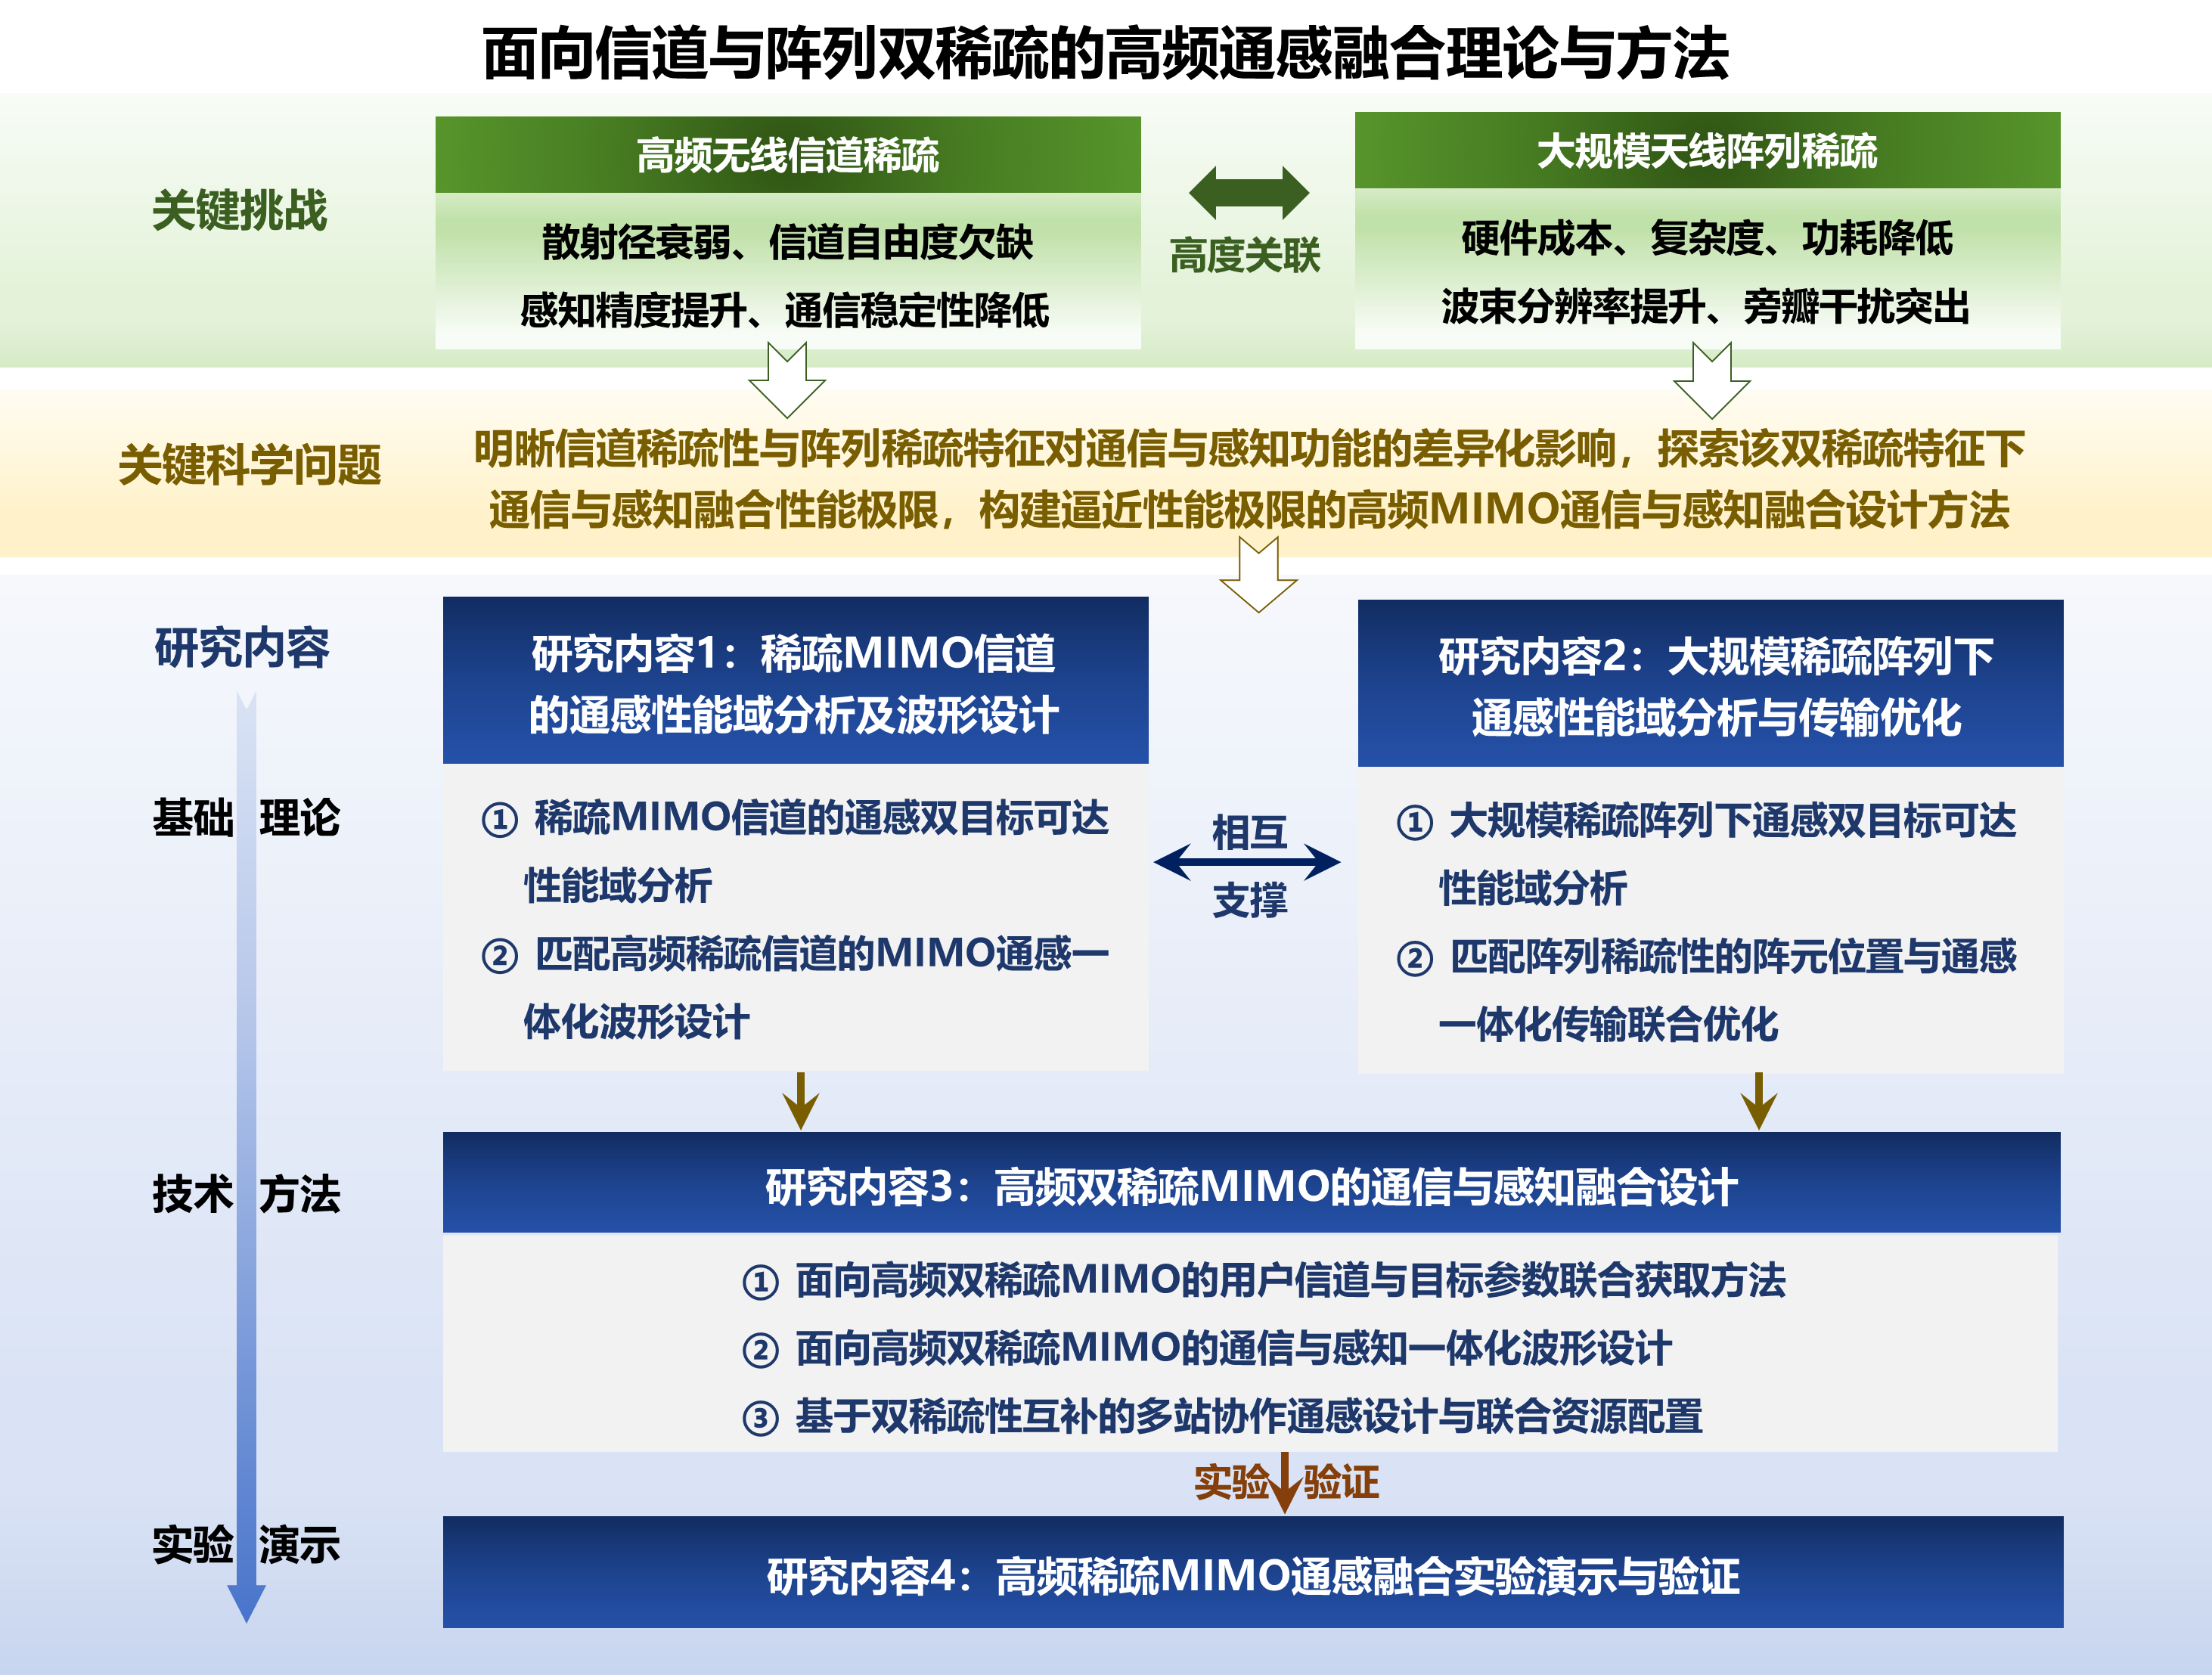 面向信道与阵列双稀疏的高频通感融合理论与方法
关键挑战
高频无线信道稀疏
散射径衰弱、信道自由度欠缺
感知精度提升、通信稳定性降低
高度关联
大规模天线阵列稀疏
硬件成本、复杂度、功耗降低
波束分辨率提升、旁瓣干扰突出
关键科学问题
明晰信道稀疏性与阵列稀疏特征对通信与感知功能的差异化影响，探索该双稀疏特征下
通信与感知融合性能极限，构建逼近性能极限的高频MIMO通信与感知融合设计方法
研究内容
基础 理论
技术 方法
实验 演示
研究内容1：稀疏MIMO信道
的通感性能域分析及波形设计
① 稀疏MIMO信道的通感双目标可达
性能域分析
② 匹配高频稀疏信道的MIMO通感一
体化波形设计
相互
支撑
研究内容2：大规模稀疏阵列下
通感性能域分析与传输优化
① 大规模稀疏阵列下通感双目标可达
性能域分析
② 匹配阵列稀疏性的阵元位置与通感
一体化传输联合优化
研究内容3：高频双稀疏MIMO的通信与感知融合设计
① 面向高频双稀疏MIMO的用户信道与目标参数联合获取方法
② 面向高频双稀疏MIMO的通信与感知一体化波形设计
③ 基于双稀疏性互补的多站协作通感设计与联合资源配置
实验 验证
研究内容4：高频稀疏MIMO通感融合实验演示与验证